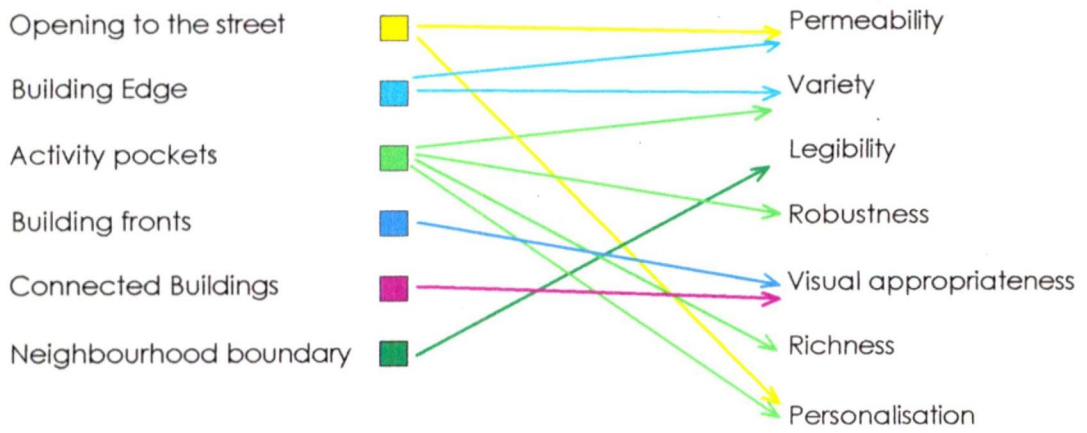 Opening to the street
Building Edge
Activity pockets
Building fronts
Connected Buildings
Neighbourhood boundary
Permeability
Variety
Legibility
Robustness
Visual appropriateness
Richness
Personalisation